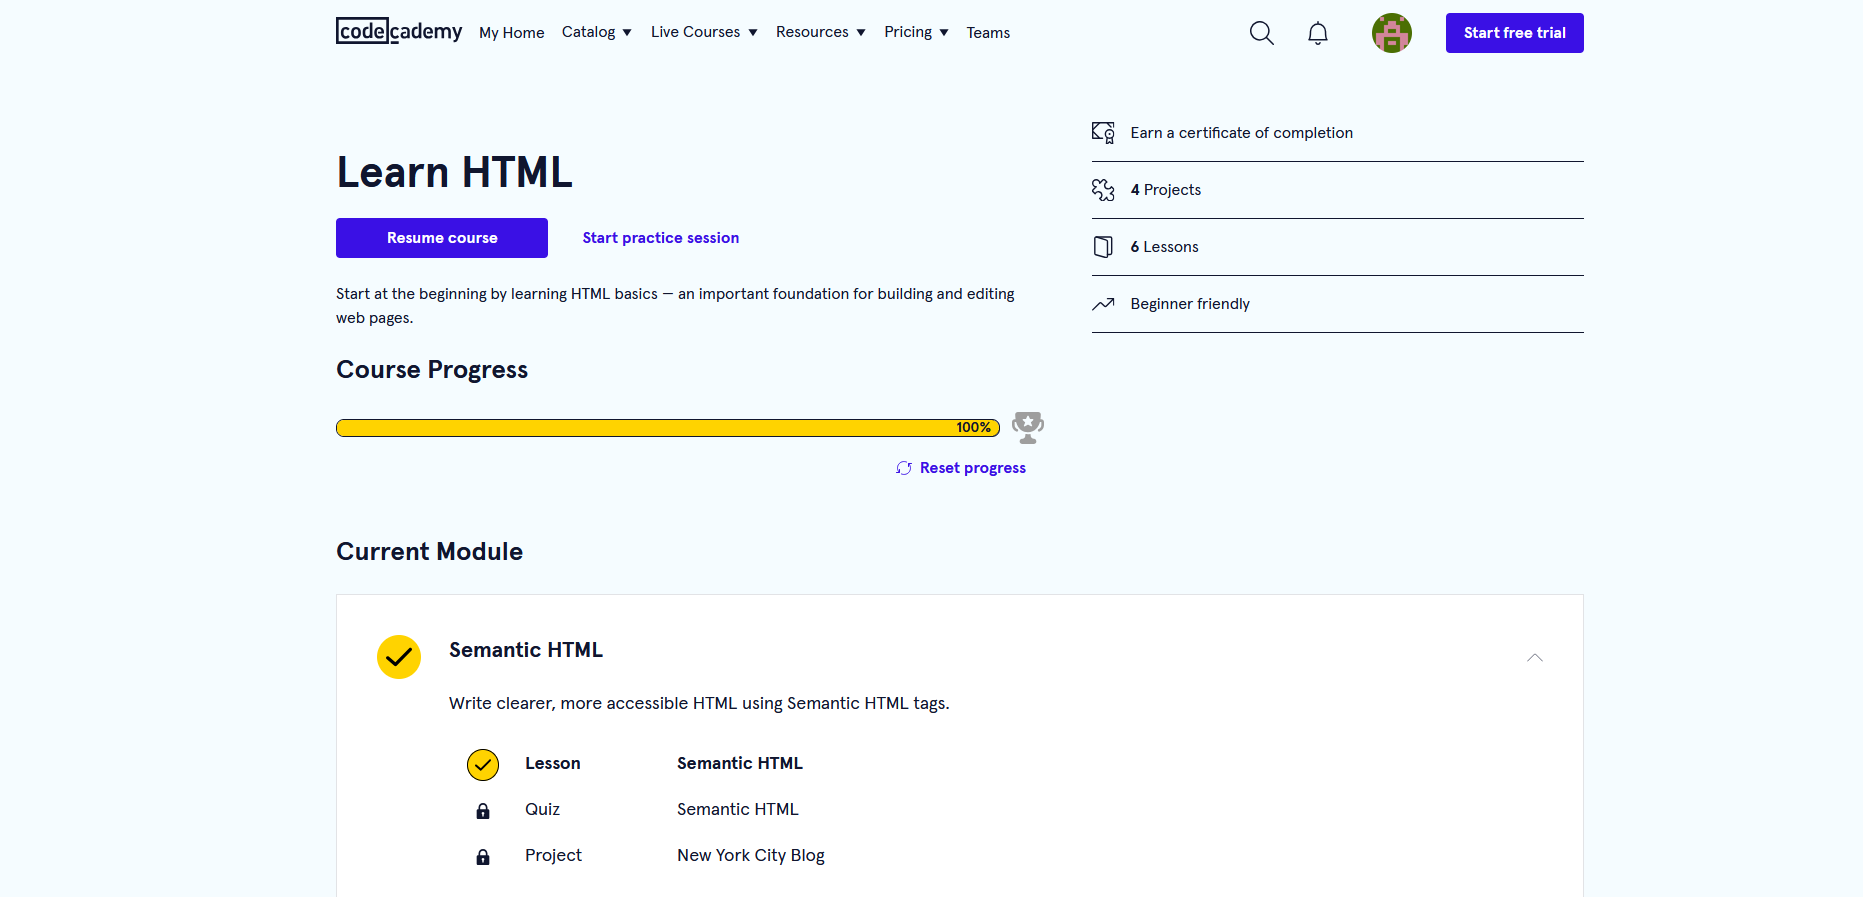 codecademy My Home Catalog Live Courses Resources Pricing Teams Start free trial
Learn HTML
Resume course Start practice session
Start at the beginning by learning HTML basics — an important foundation for building and editing
web pages.
Earn a certificate of completion
4 Projects
6 Lessons
Beginner friendly
Course Progress
100%
Reset progress
Current Module
Semantic HTML
Write clearer, more accessible HTML using Semantic HTML tags.
Lesson Semantic HTML
Quiz Semantic HTML
Project New York City Blog